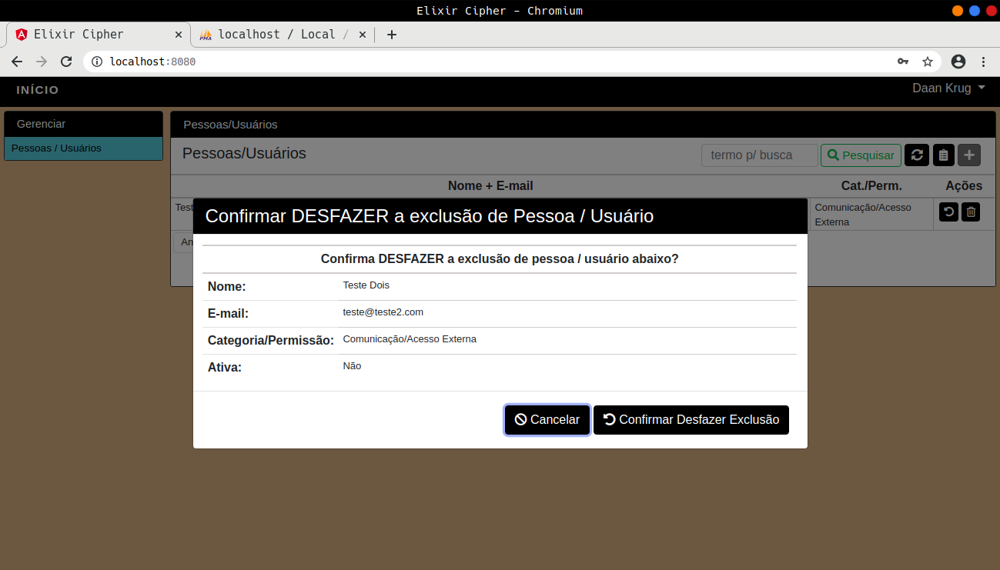 Elixir Cipher - Chromium
Elixir Cipher
PMA
localhost / Local /
localhost:8080
INÍCIO
Daan Krug
Gerenciar
Pessoas / Usuários
Pessoas/Usuários
Pessoas/Usuários
termo p/ busca
Pesquisar
Nome + E-mail
Cat./Perm.
Ações
Test
Comunicação/Acesso
Externa
An
Confirmar DESFAZER a exclusão de Pessoa / Usuário
Confirma DESFAZER a exclusão de pessoa / usuário abaixo?
Nome:
Teste Dois
E-mail:
teste@teste2.com
Categoria/Permissão:
Comunicação/Acesso Externa
Ativa:
Não
Cancelar
Confirmar Desfazer Exclusão